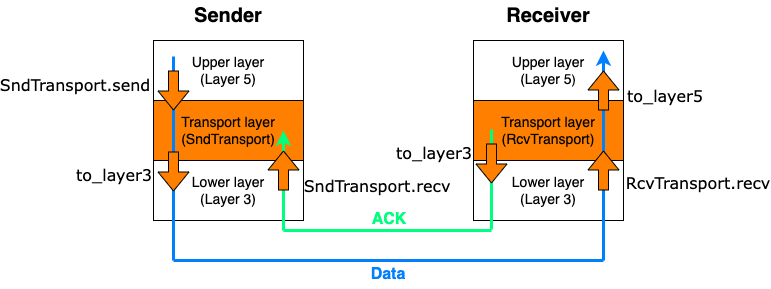 Sender
Receiver
Upper layer
(Layer 5)
Upper layer
(Layer 5)
SndTransport.send
to_layer5
Transport layer
(SndTransport)
Transport layer
(RcvTransport)
to_layer3
to_layer3
Lower layer
(Layer 3)
SndTransport.recv
Lower layer
(Layer 3)
RcvTransport.recv
ACK
Data